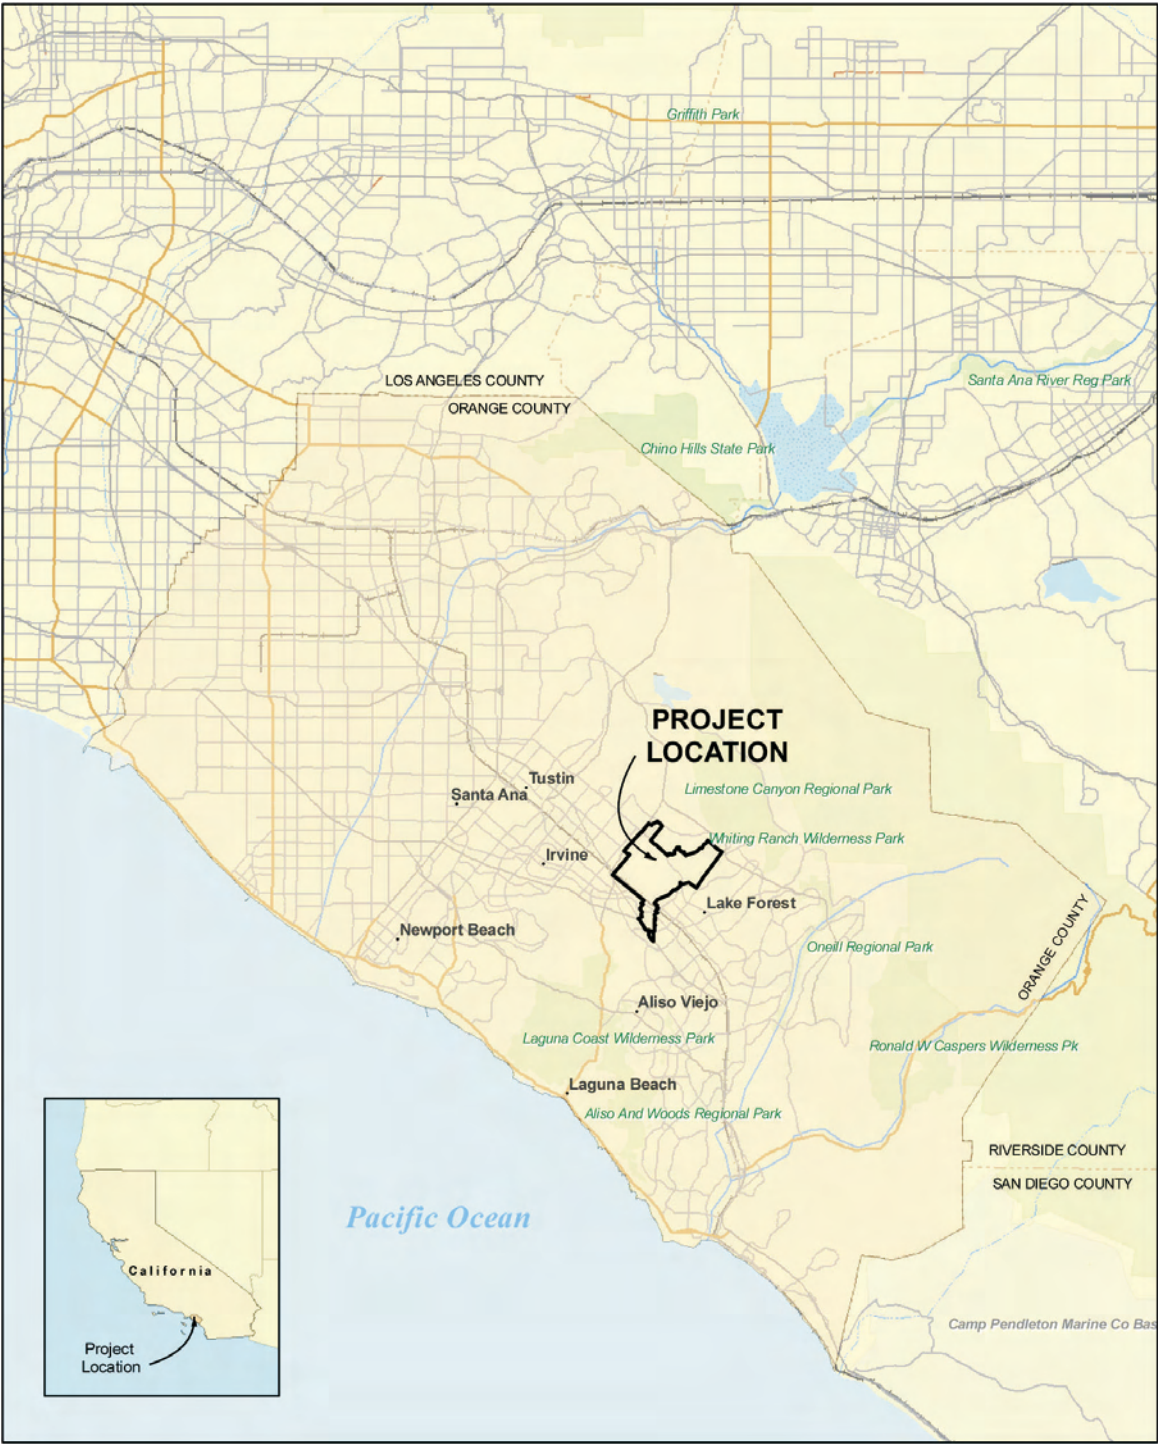 Griffith Park
LOS ANGELES COUNTY
ORANGE COUNTY
Santa Ana River Reg Park
Chino Hills State Park
PROJECT
LOCATION
Tustin
Santa Ana
Limestone Canyon Regional Park
Whiting Ranch Wilderness Park
Irvine
Lake Forest
Newport Beach
Oneill Regional Park
ORANGE COUNTY
Aliso Viejo
Laguna Coast Wilderness Park
Ronald W Caspers Wilderness Pk
Laguna Beach
Aliso And Woods Regional Park
RIVERSIDE COUNTY
SAN DIEGO COUNTY
Pacific Ocean
California
Camp Pendleton Marine Co Bas
Project
Location